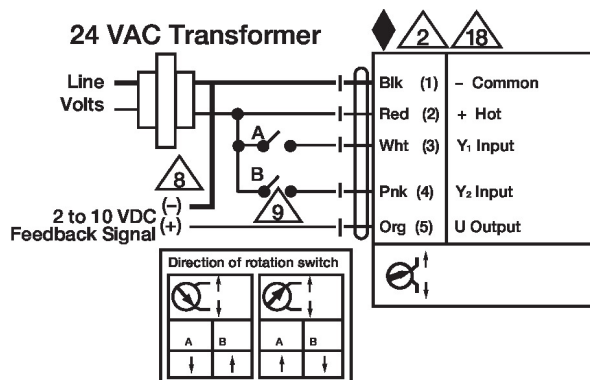 24 VAC Transformer
2 18
Line
Volts
Blk (1) – Common
Red (2) + Hot
A
Wht (3) Y₁ Input
B
Pnk (4) Y₂ Input
8
9
2 to 10 VDC (–)
Feedback Signal (+)
Org (5) U Output
Direction of rotation switch
A B A B